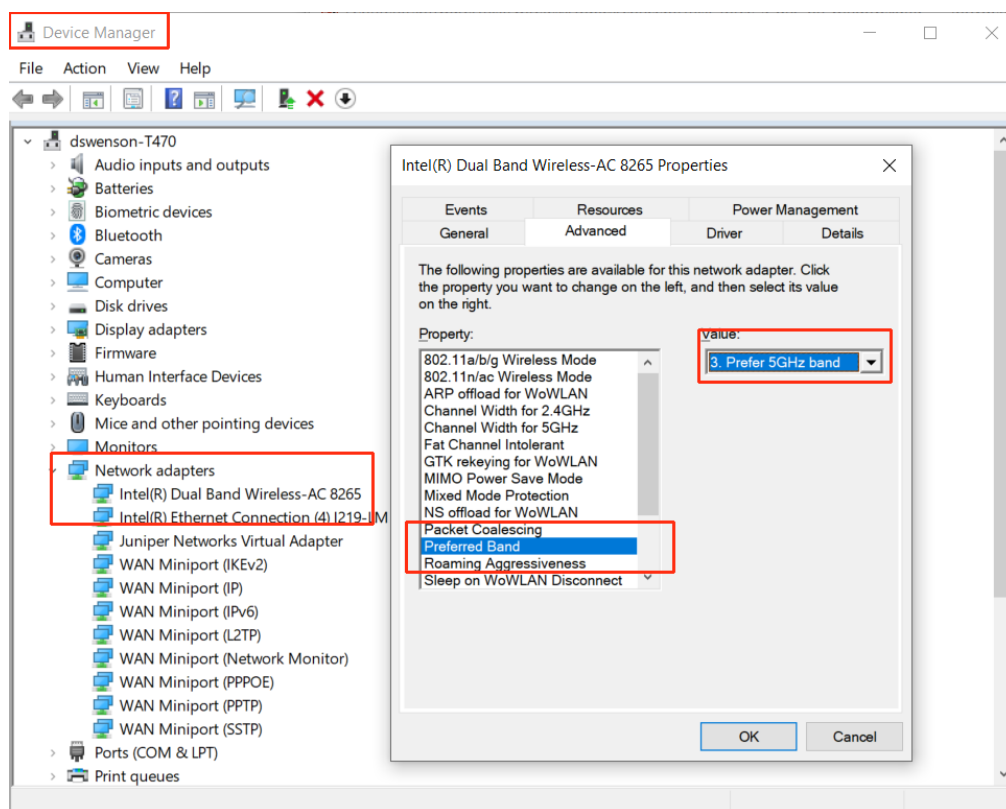 Device Manager
File Action View Help
dswenson-T470
Audio inputs and outputs
Batteries
Biometric devices
Bluetooth
Cameras
Computer
Disk drives
Display adapters
Firmware
Human Interface Devices
Keyboards
Mice and other pointing devices
Monitors
Network adapters
Intel(R) Dual Band Wireless-AC 8265
Intel(R) Ethernet Connection (4) I219-LM
Juniper Networks Virtual Adapter
WAN Miniport (IKEv2)
WAN Miniport (IP)
WAN Miniport (IPv6)
WAN Miniport (L2TP)
WAN Miniport (Network Monitor)
WAN Miniport (PPPOE)
WAN Miniport (PPTP)
WAN Miniport (SSTP)
Ports (COM & LPT)
Print queues
Intel(R) Dual Band Wireless-AC 8265 Properties
Events Resources Power Management
General Advanced Driver Details
The following properties are available for this network adapter. Click
the property you want to change on the left, and then select its value
on the right.
Property:
802.11a/b/g Wireless Mode
802.11n/ac Wireless Mode
ARP offload for WoWLAN
Channel Width for 2.4GHz
Channel Width for 5GHz
Fat Channel Intolerant
GTK rekeying for WoWLAN
MIMO Power Save Mode
Mixed Mode Protection
NS offload for WoWLAN
Packet Coalescing
Preferred Band
Roaming Aggressiveness
Sleep on WoWLAN Disconnect
Value:
3. Prefer 5GHz band
OK Cancel